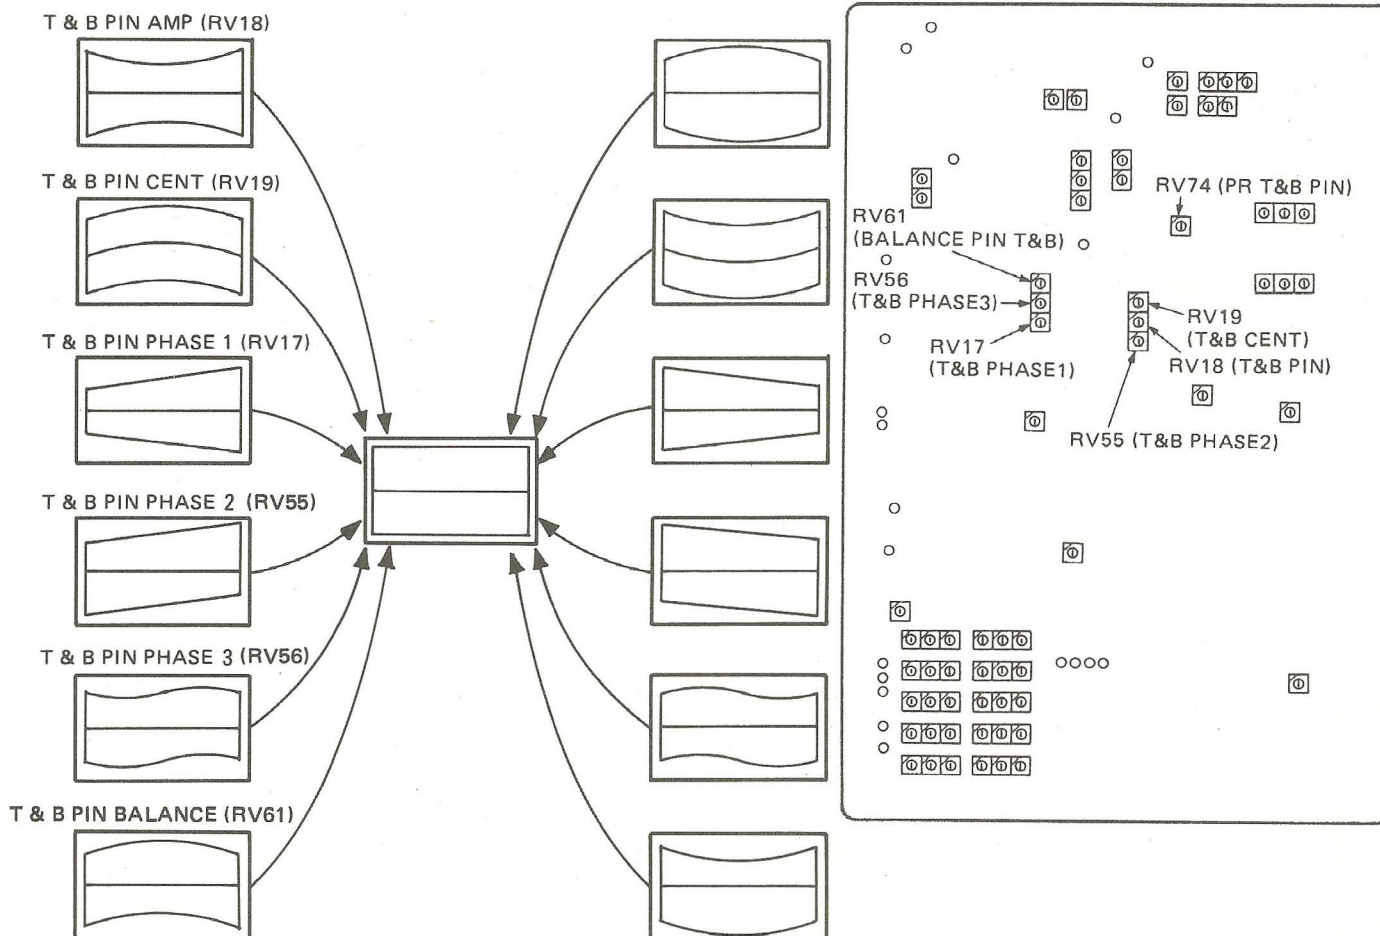 T & B PIN AMP (RV18)
T & B PIN CENT (RV19)
T & B PIN PHASE 1 (RV17)
T & B PIN PHASE 2 (RV55)
T & B PIN PHASE 3 (RV56)
T & B PIN BALANCE (RV61)
RV74 (PR T&B PIN)
RV61
(BALANCE PIN T&B)
RV56
(T&B PHASE3)
RV17
(T&B PHASE1)
RV19
(T&B CENT)
RV18 (T&B PIN)
RV55 (T&B PHASE2)